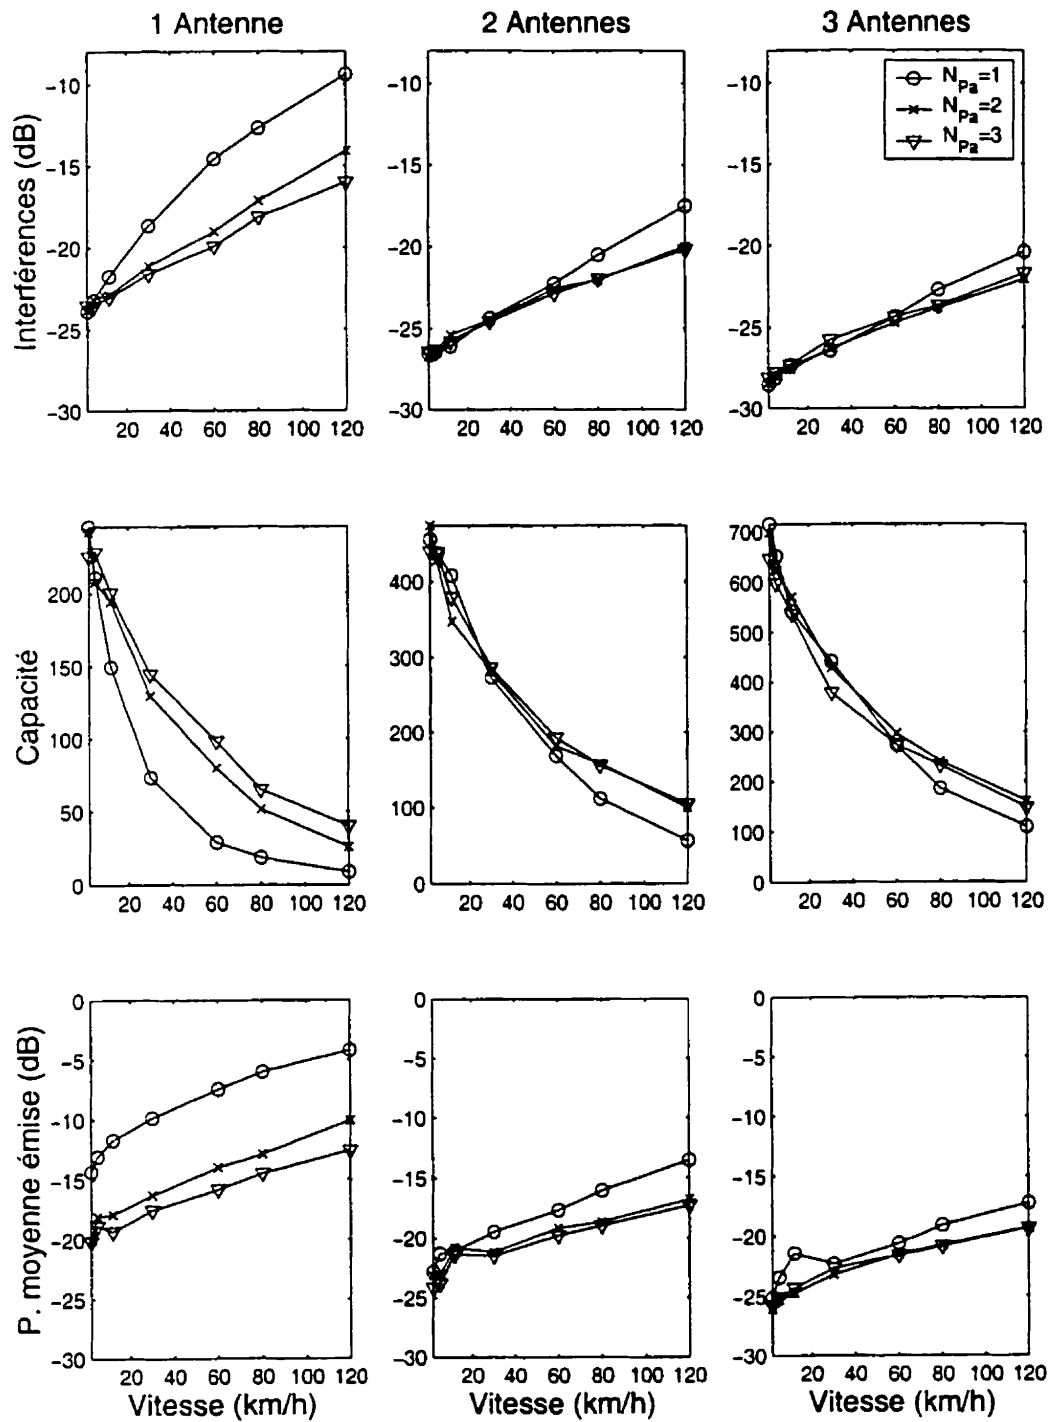 1 Antenne
2 Antennes
3 Antennes
Interférences (dB)
−10
−15
−20
−25
−30
20 40 60 80 100 120
−10
−15
−20
−25
−30
20 40 60 80 100 120
−10
−15
−20
−25
−30
20 40 60 80 100 120
NPa=1
NPa=2
NPa=3
Capacité
200
150
100
50
0
20 40 60 80 100 120
400
300
200
100
0
20 40 60 80 100 120
700
600
500
400
300
200
100
0
20 40 60 80 100 120
P. moyenne émise (dB)
0
−5
−10
−15
−20
−25
−30
20 40 60 80 100 120
Vitesse (km/h)
0
−5
−10
−15
−20
−25
−30
20 40 60 80 100 120
Vitesse (km/h)
0
−5
−10
−15
−20
−25
−30
20 40 60 80 100 120
Vitesse (km/h)